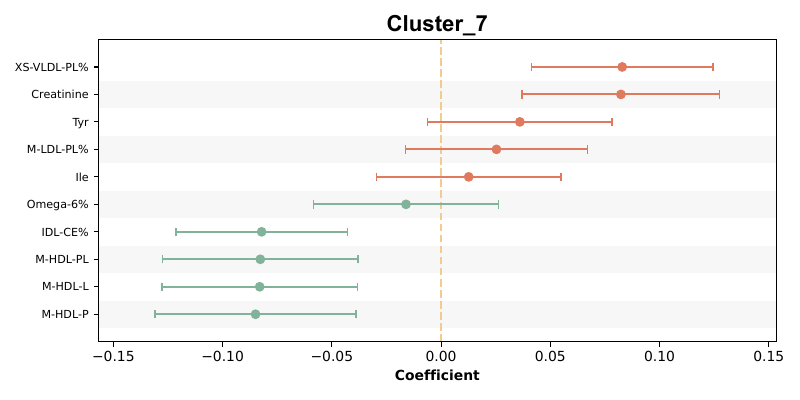 Cluster_7
XS-VLDL-PL%
Creatinine
Tyr
M-LDL-PL%
Ile
Omega-6%
IDL-CE%
M-HDL-PL
M-HDL-L
M-HDL-P
−0.15 −0.10 −0.05 0.00 0.05 0.10 0.15
Coefficient